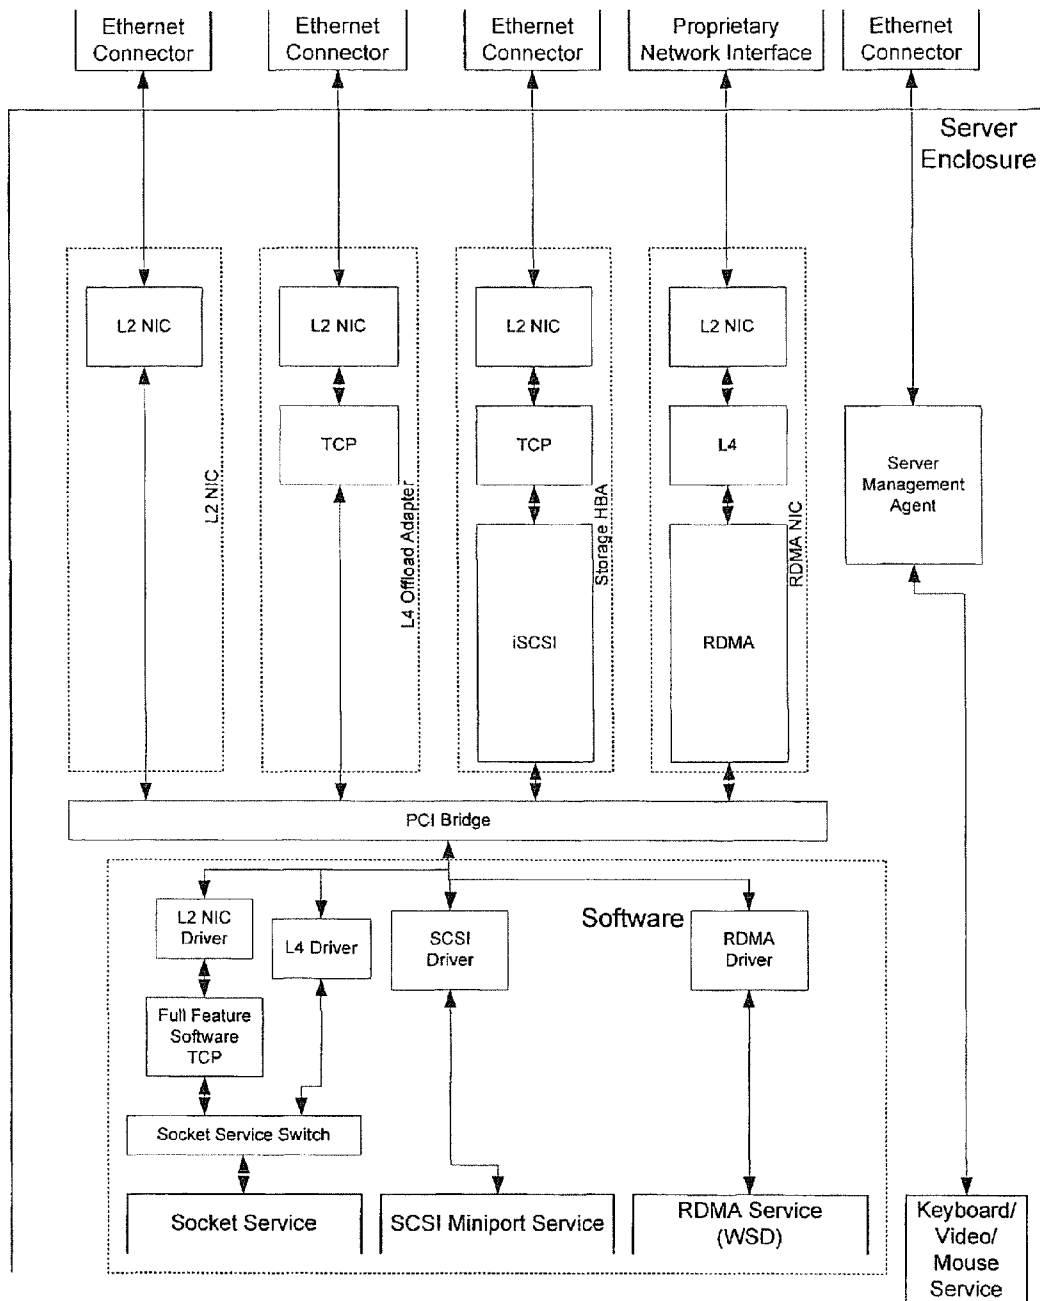 Ethernet
Connector
Ethernet
Connector
Ethernet
Connector
Proprietary
Network Interface
Ethernet
Connector
Server
Enclosure
L2 NIC
L2 NIC
L2 NIC
L2 NIC
TCP
TCP
L4
Server
Management
Agent
L2 NIC
L4 Offload Adapter
Storage HBA
RDMA NIC
iSCSI
RDMA
PCI Bridge
Software
L2 NIC
Driver
L4 Driver
SCSI
Driver
RDMA
Driver
Full Feature
Software
TCP
Socket Service Switch
Socket Service
SCSI Miniport Service
RDMA Service
(WSD)
Keyboard/
Video/
Mouse
Service